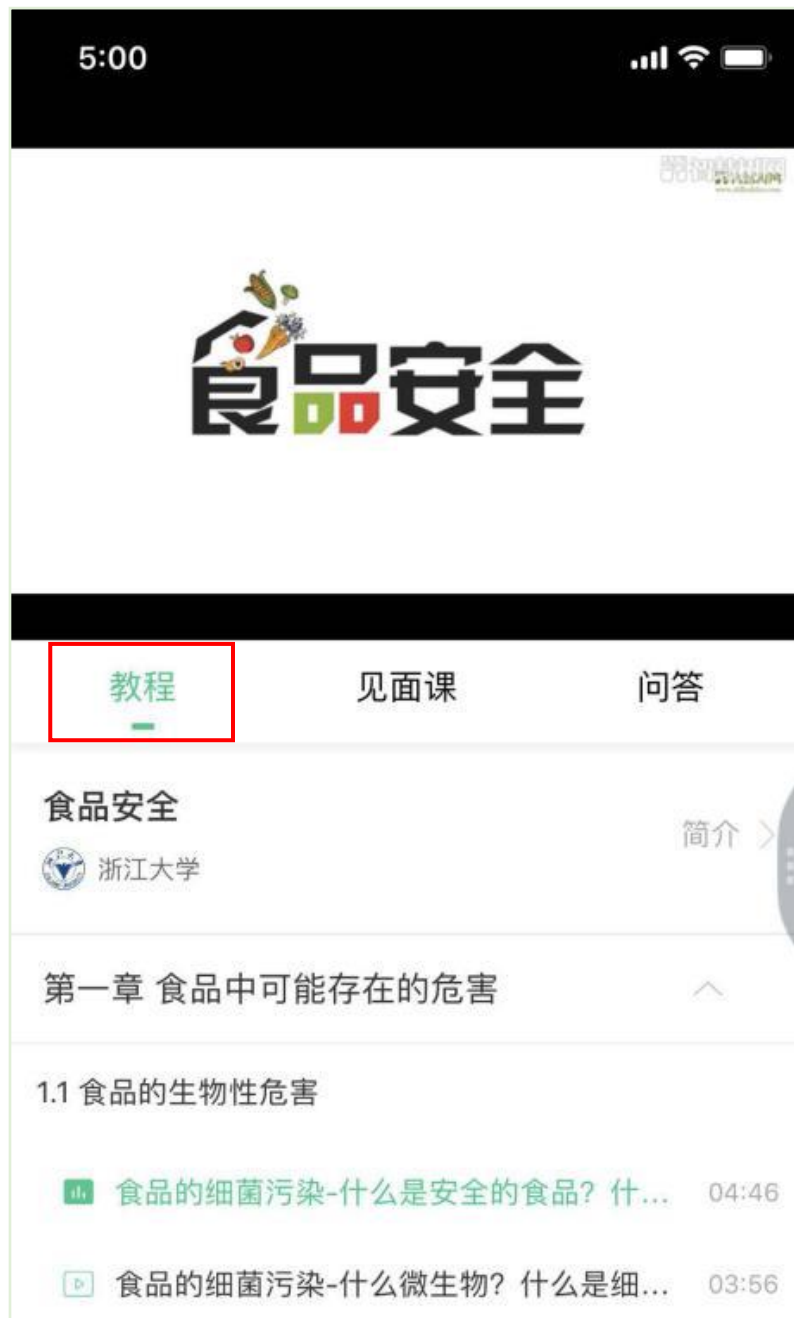 5:00
食品安全
教程
见面课
问答
食品安全
简介
浙江大学
第一章 食品中可能存在的危害
1.1 食品的生物性危害
食品的细菌污染-什么是安全的食品？什... 04:46
食品的细菌污染-什么微生物？什么是细... 03:56